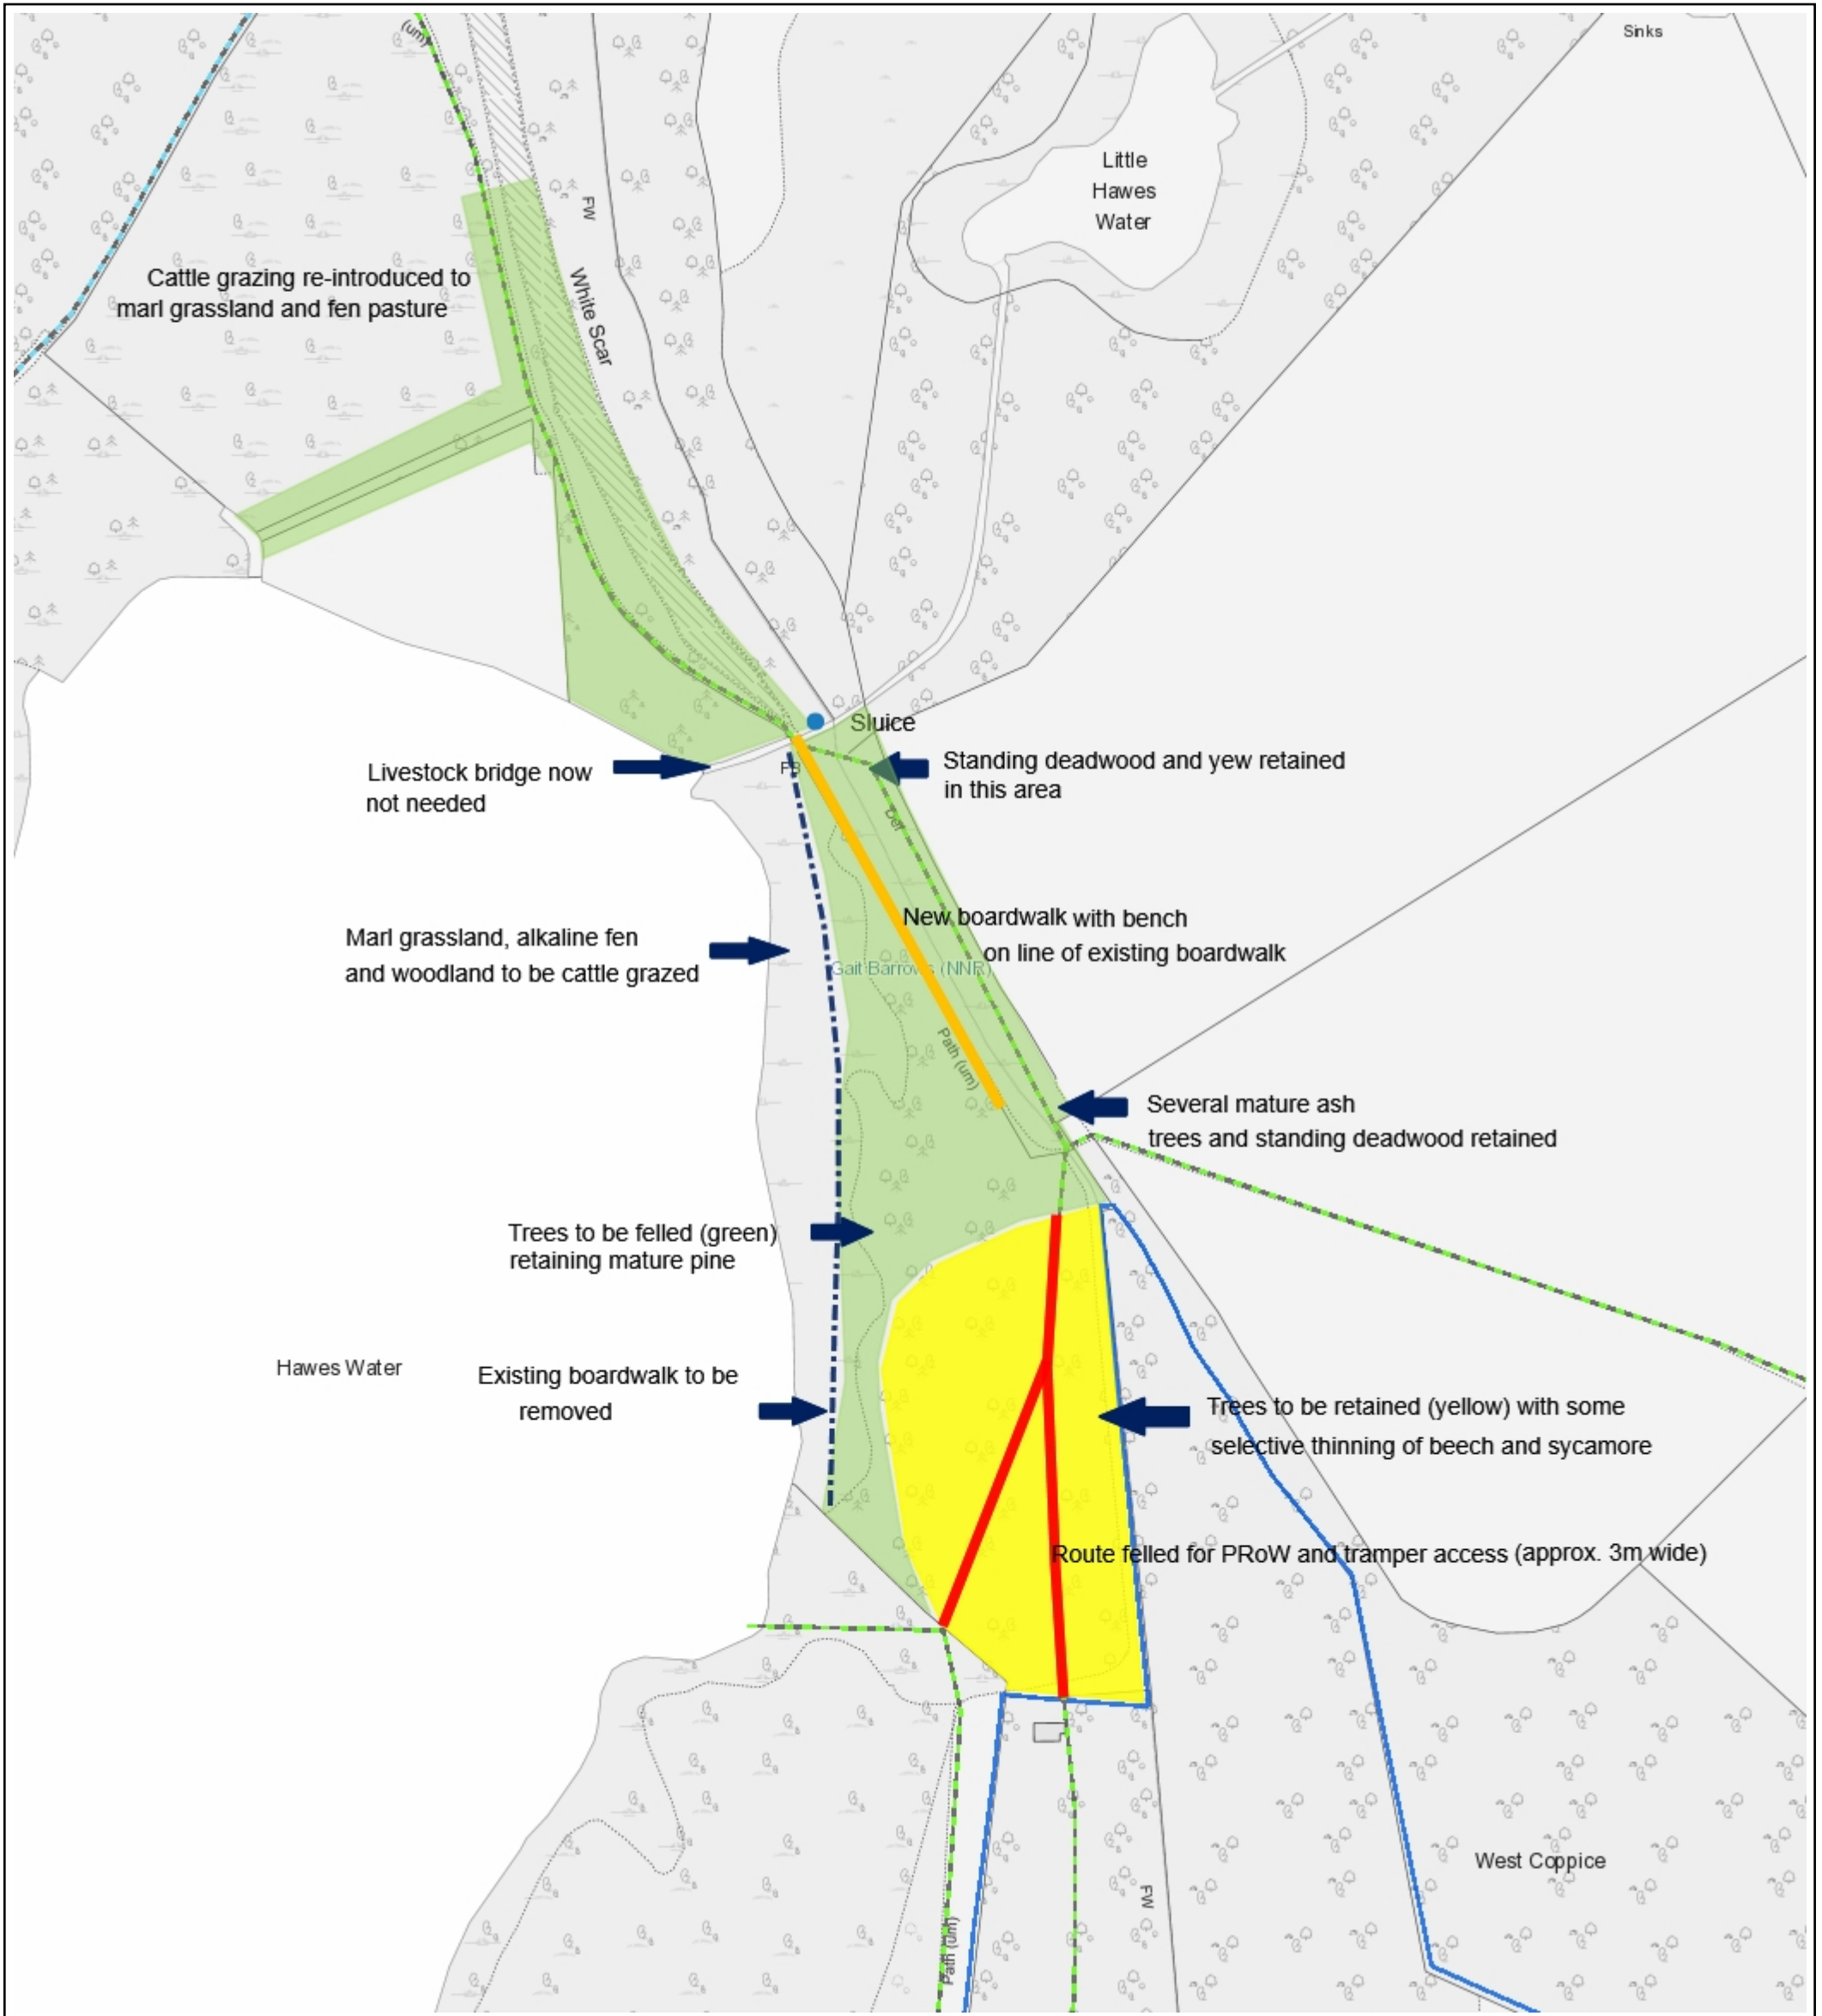 (um)
Sinks
Little
Hawes
Water
FW
Cattle grazing re-introduced to
marl grassland and fen pasture
White Scar
Sluice
Livestock bridge now
not needed
FB
Standing deadwood and yew retained
in this area
Def
New boardwalk with bench
on line of existing boardwalk
Marl grassland, alkaline fen
and woodland to be cattle grazed
Gait Barrows (NNR)
Path (um)
Several mature ash
trees and standing deadwood retained
Trees to be felled (green)
retaining mature pine
Hawes Water
Existing boardwalk to be
removed
Trees to be retained (yellow) with some
selective thinning of beech and sycamore
Route felled for PRoW and tramper access (approx. 3m wide)
West Coppice
FW
Path (um)